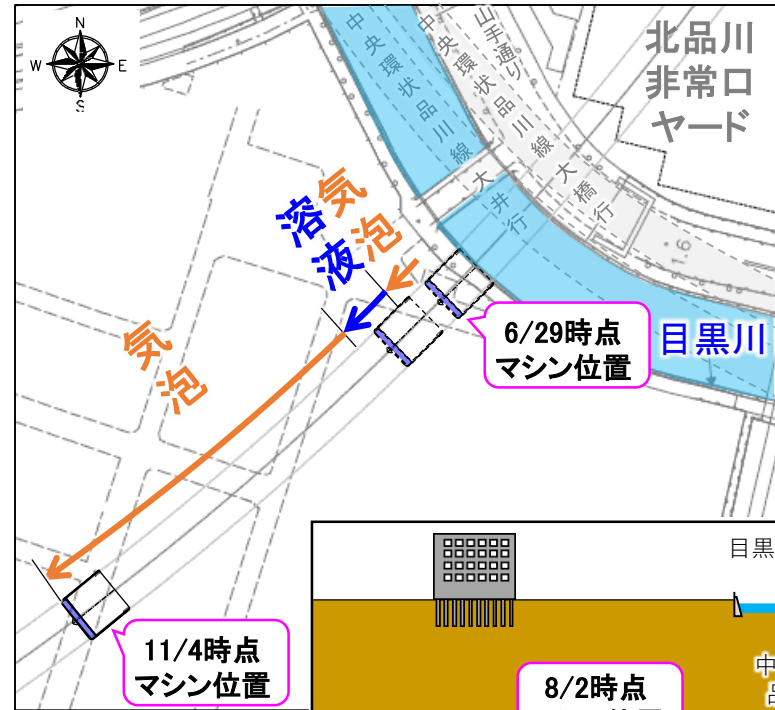 N
W
E
S
北品川
非常口
ヤード
中央環状品川線
大井行
中央環状品川線
大橋行
山手通り
1.6
気泡
溶液
気泡
6/29時点
マシン位置
目黒川
11/4時点
マシン位置
目黒
8/2時点
中